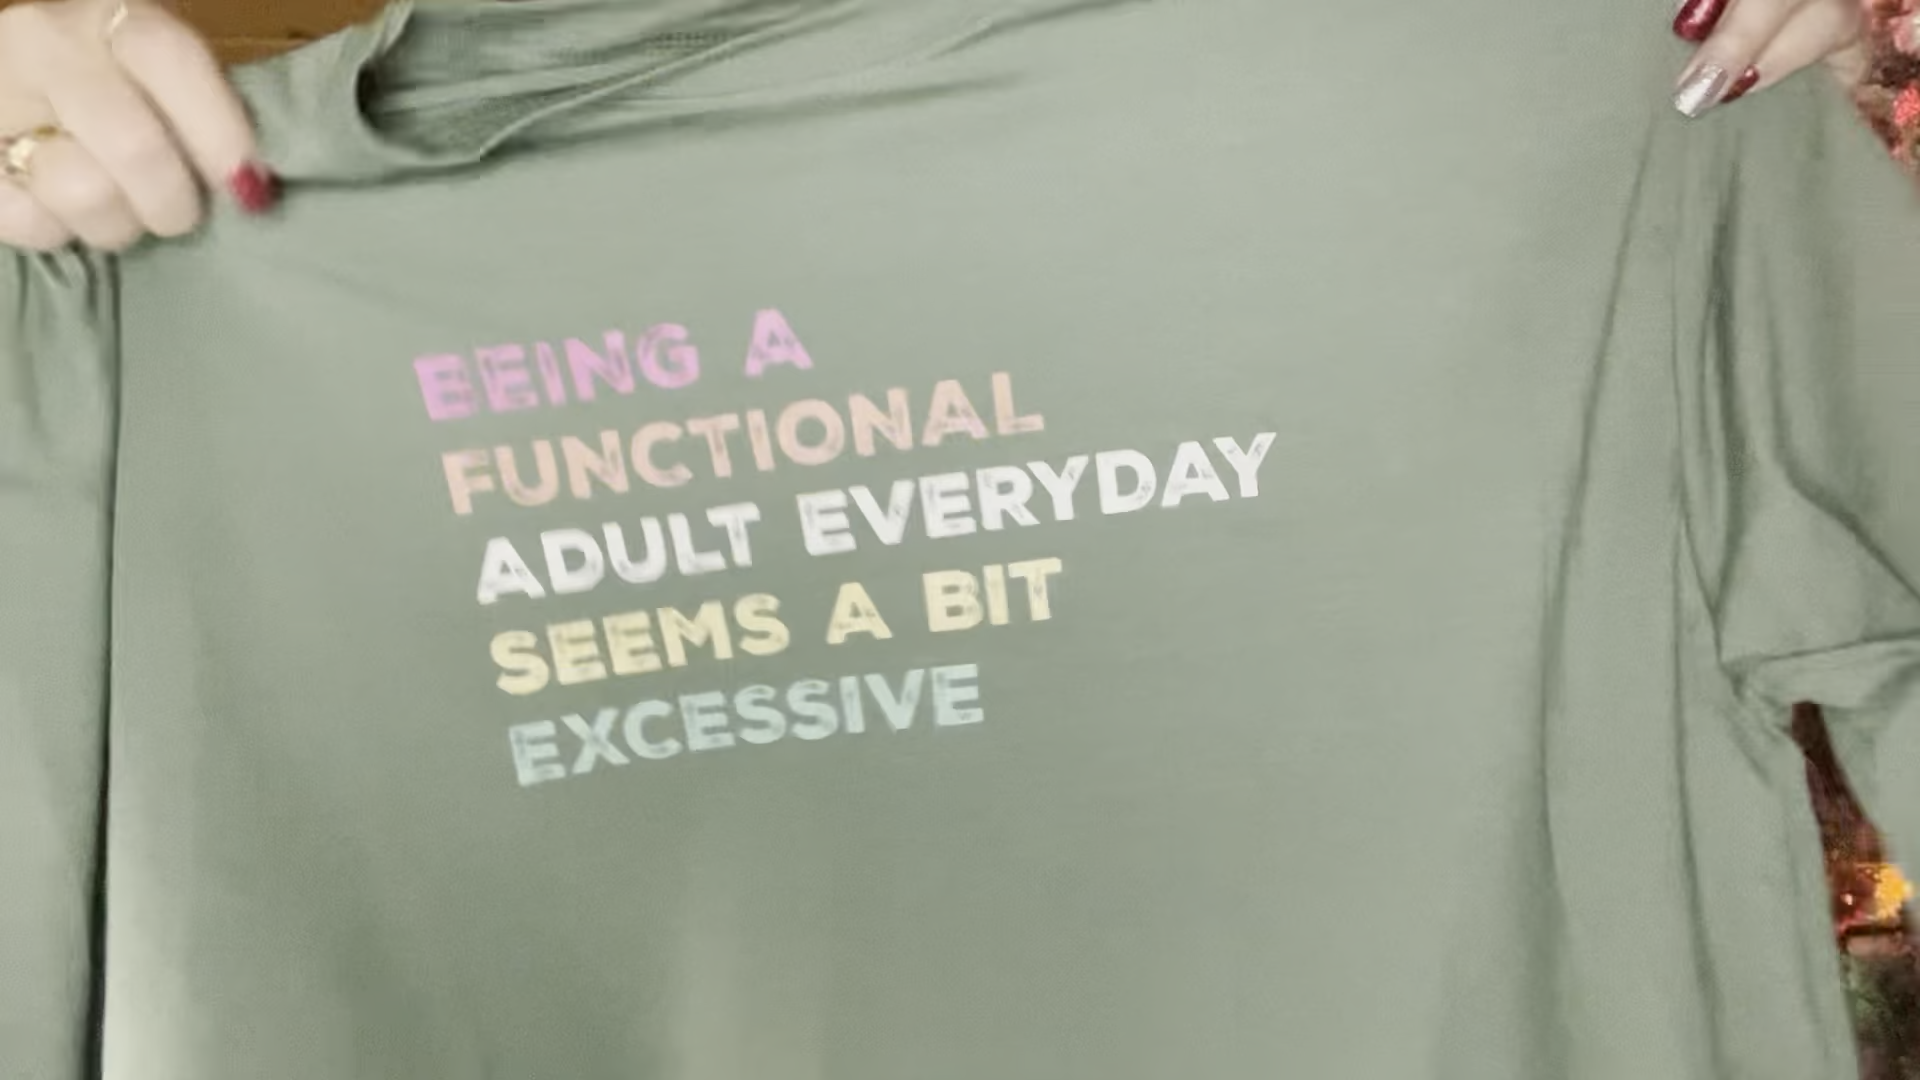 BEING A
FUNCTIONAL
ADULT EVERYDAY
SEEMS A BIT
EXCESSIVE